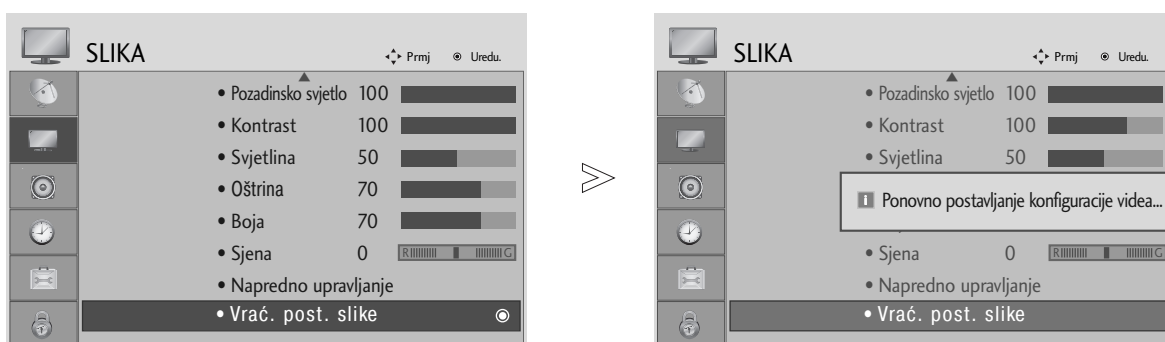 SLIKA
Prmj Uredu.
• Pozadinsko svjetlo 100
• Kontrast 100
• Svjetlina 50
• Oštrina 70
• Boja 70
• Sjena 0 R G
• Napredno upravljanje
• Vrać. post. slike
SLIKA
Prmj Uredu.
• Pozadinsko svjetlo 100
• Kontrast 100
• Svjetlina 50
i Ponovno postavljanje konfiguracije videa...
• Sjena 0 R G
• Napredno upravljanje
• Vrać. post. slike